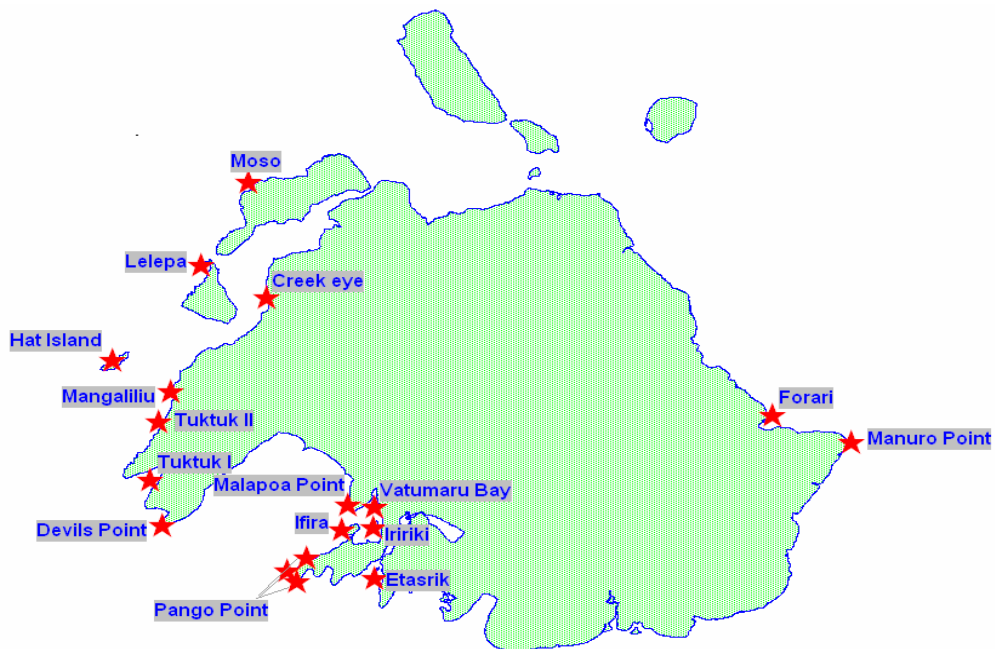 Moso
Lelepa
Creek eye
Hat Island
Mangaliliu
Forari
Tuktuk II
Manuro Point
Tuktuk I
Malapoa Point
Vatumaru Bay
Ifira
Devils Point
Iririki
Etasrik
Pango Point